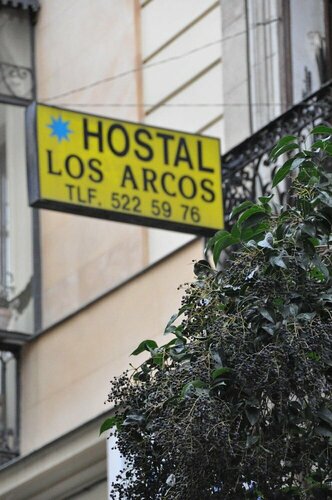 HOSTAL
LOS ARCOS
TLF. 522 59 76